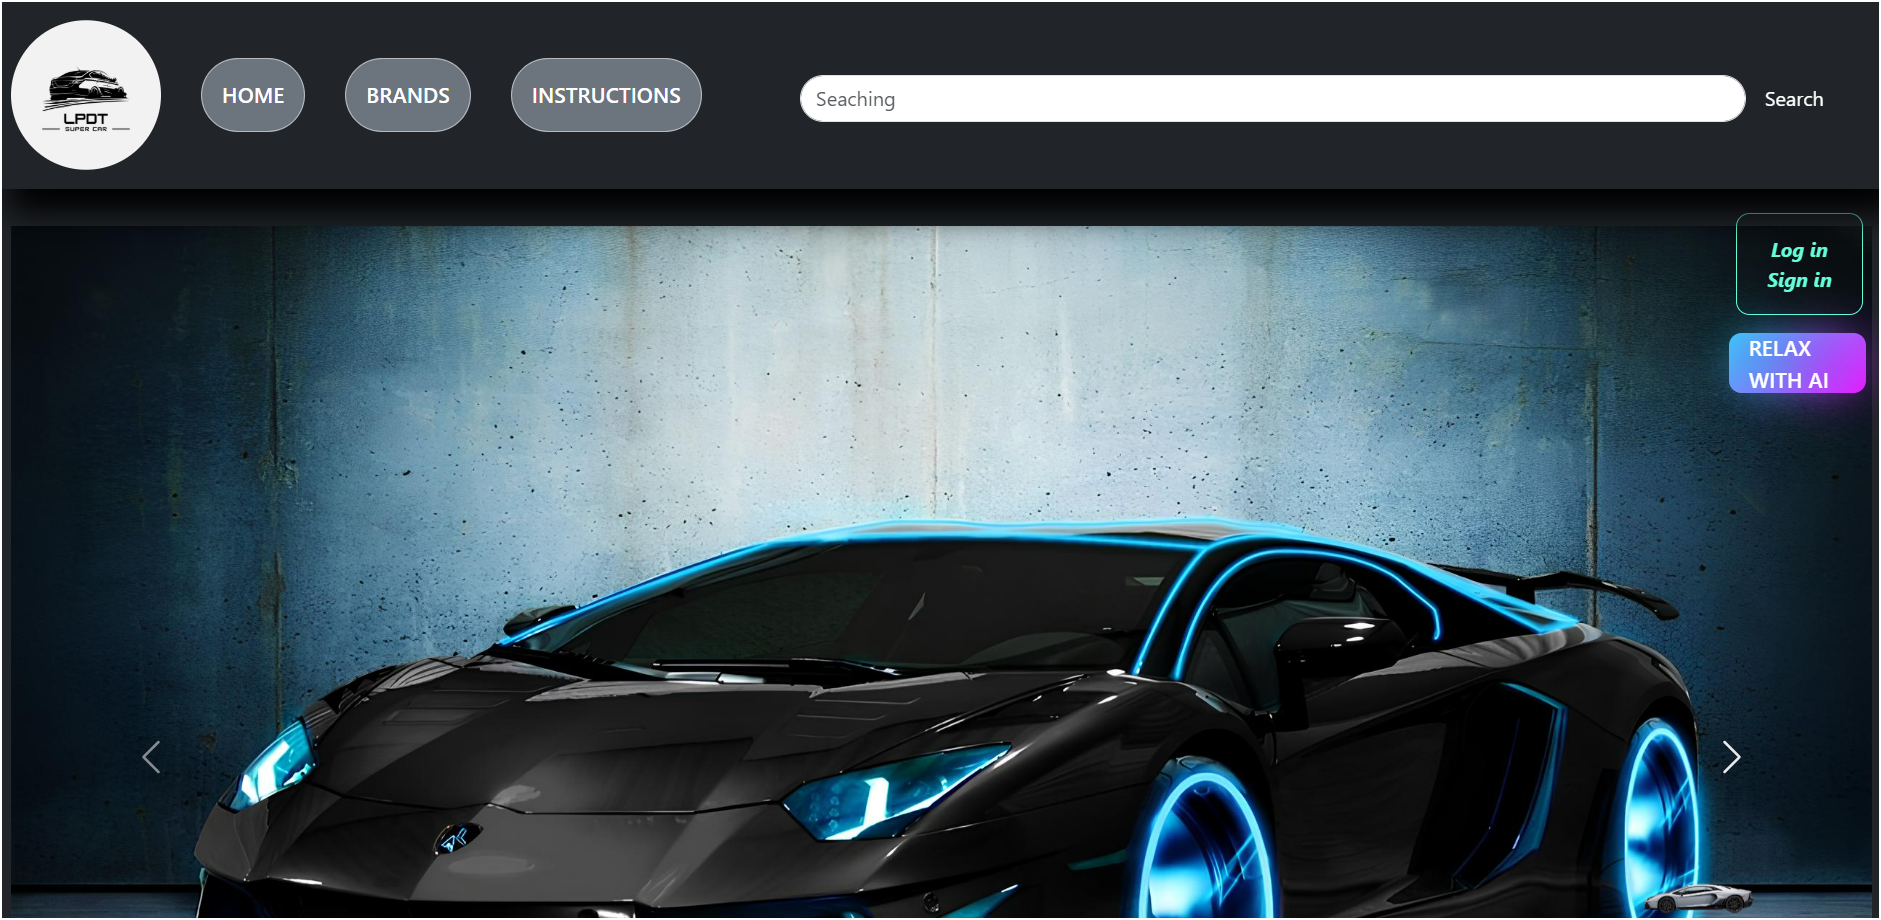 LPDT
SUPER CAR
HOME
BRANDS
INSTRUCTIONS
Seaching
Search
Log in
Sign in
RELAX
WITH AI